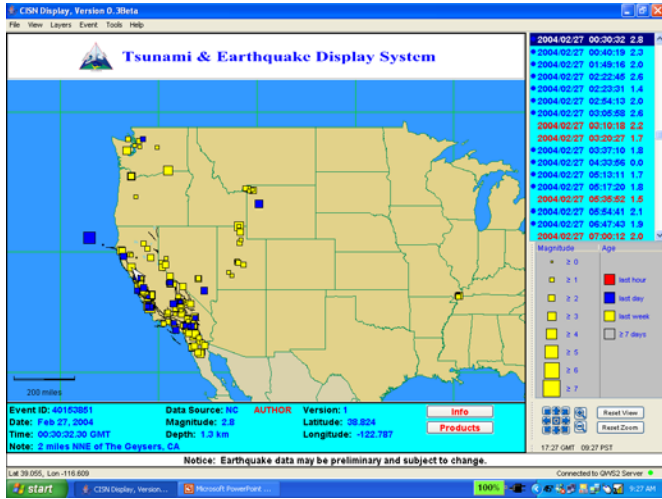 CISN Display, Version 0.3Beta
File View Layers Event Tools Help
Tsunami & Earthquake Display System
2004/02/27 00:30:32 2.8
2004/02/27 00:40:19 2.3
2004/02/27 01:49:16 2.0
2004/02/27 02:22:45 2.6
2004/02/27 02:23:31 1.4
2004/02/27 02:54:13 2.0
2004/02/27 03:05:58 2.6
2004/02/27 03:10:18 2.2
2004/02/27 03:20:27 1.7
2004/02/27 03:37:10 1.8
2004/02/27 04:33:56 0.0
2004/02/27 05:13:11 1.7
2004/02/27 05:17:20 1.8
2004/02/27 05:35:52 1.5
2004/02/27 05:54:41 2.1
2004/02/27 06:47:43 1.9
2004/02/27 07:00:12 2.0
Magnitude Age
≥ 0
≥ 1 last hour
≥ 2 last day
≥ 3 last week
≥ 4 ≥ 7 days
≥ 5
≥ 6
≥ 7
200 miles
Event ID: 40153851 Data Source: NC AUTHOR Version: 1 Info
Date: Feb 27, 2004 Magnitude: 2.8 Latitude: 38.824 Products
Time: 00:30:32.30 GMT Depth: 1.3 km Longitude: -122.787
Note: 2 miles NNE of The Geysers, CA
Reset View
Reset Zoom
17:27 GMT 09:27 PST
Notice: Earthquake data may be preliminary and subject to change.
Lat 39.055, Lon -116.609 Connected to QWS2 Server
start CISN Display, Version... Microsoft PowerPoint ... 100% 9:27 AM